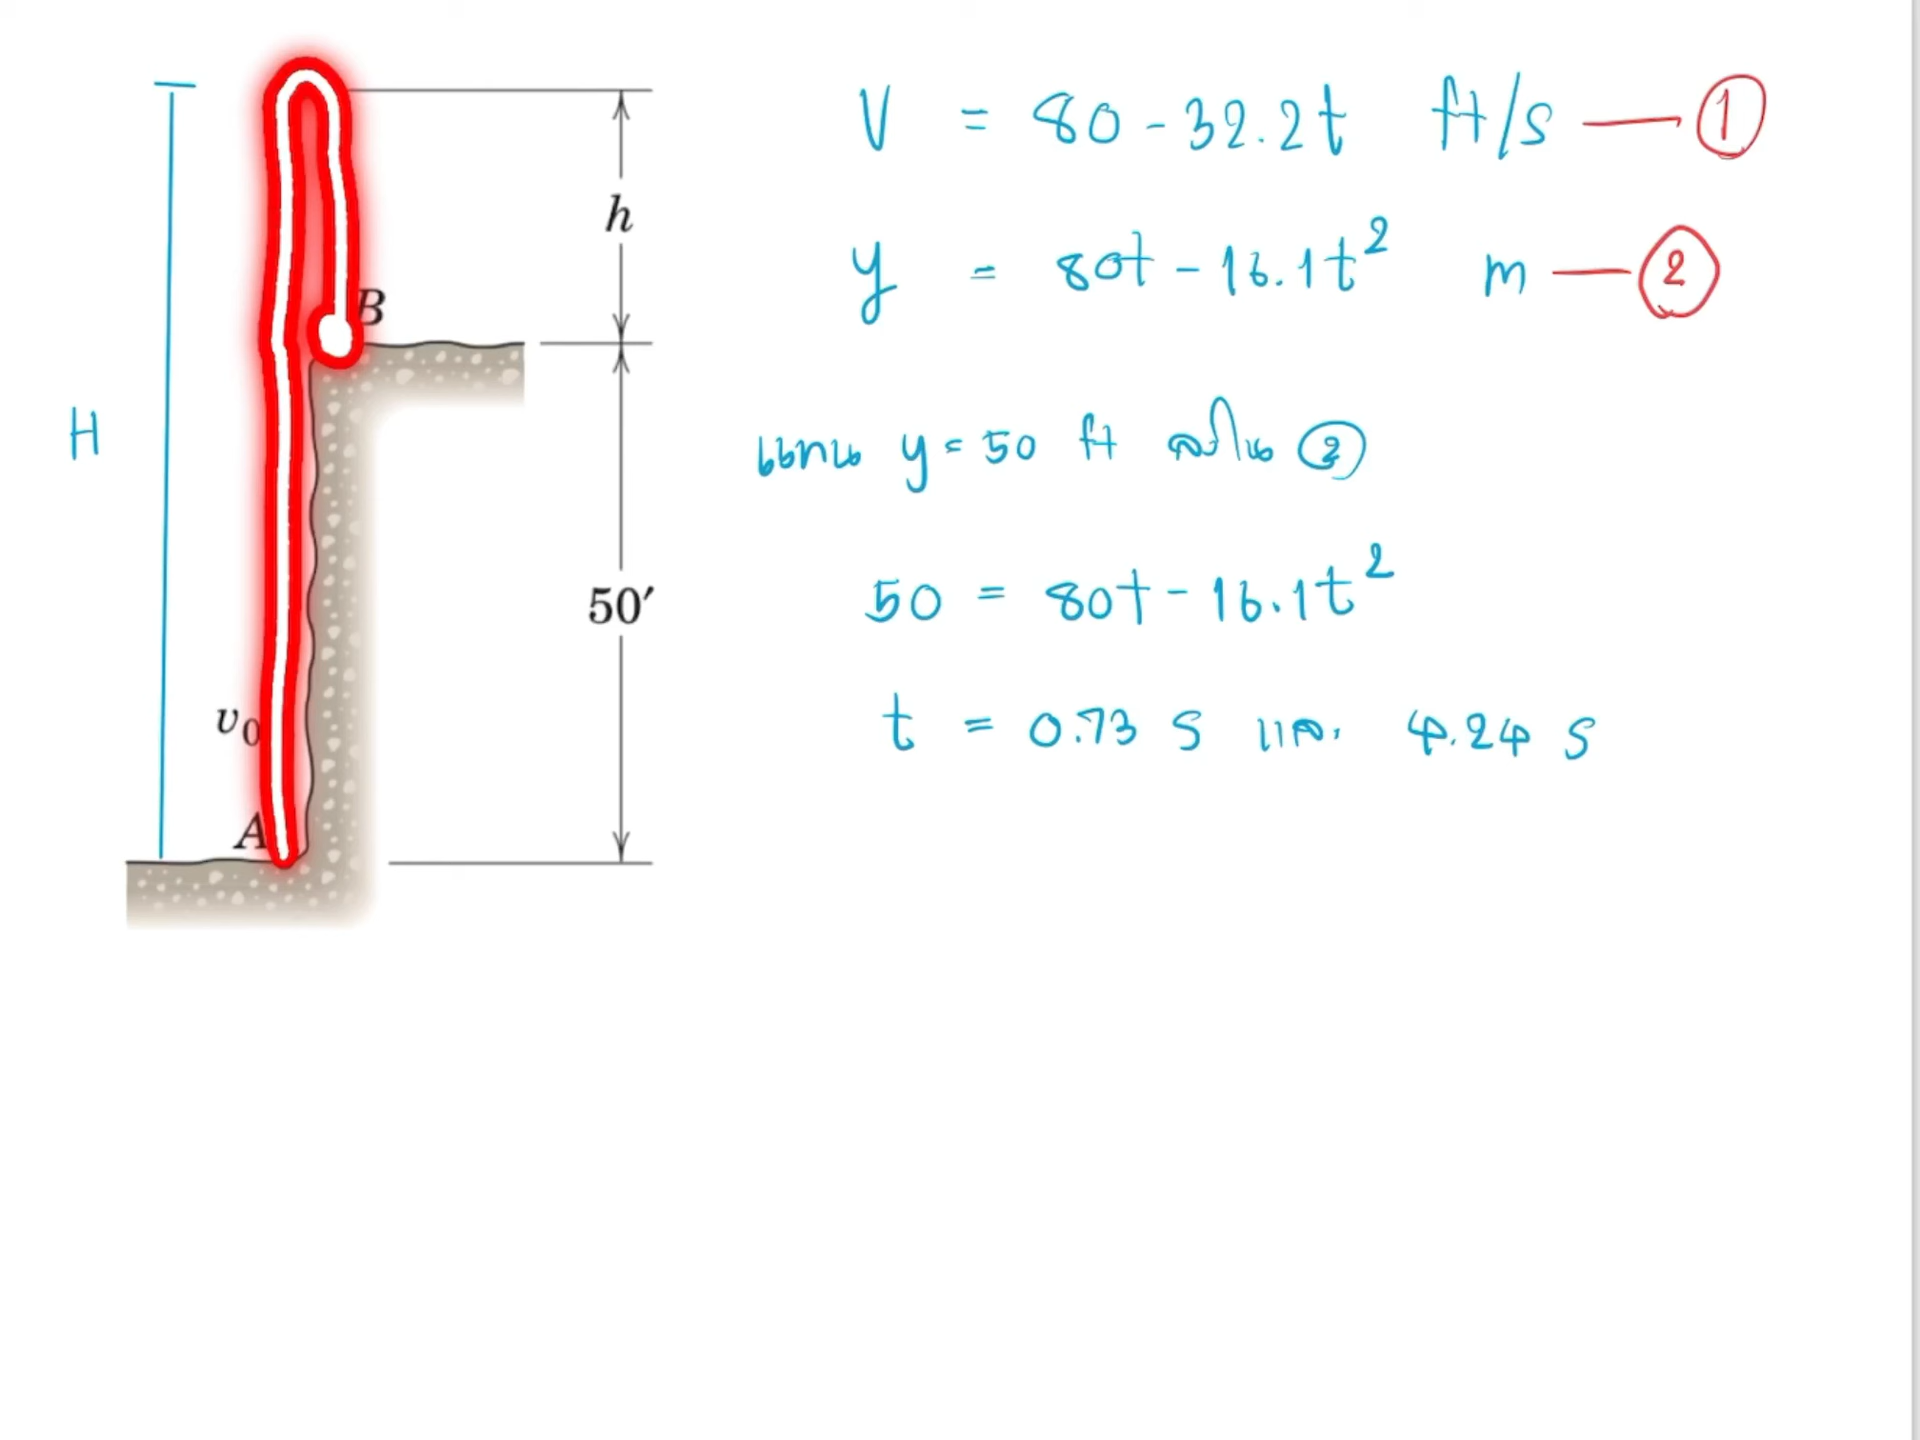 V = 80 - 32.2t ft/s — ①
y = 80t - 16.1t² m — ②
h
B
แทน y = 50 ft ลงใน ②
H
50 = 80t - 16.1t²
50′
t = 0.73 s และ 4.24 s
v₀
A